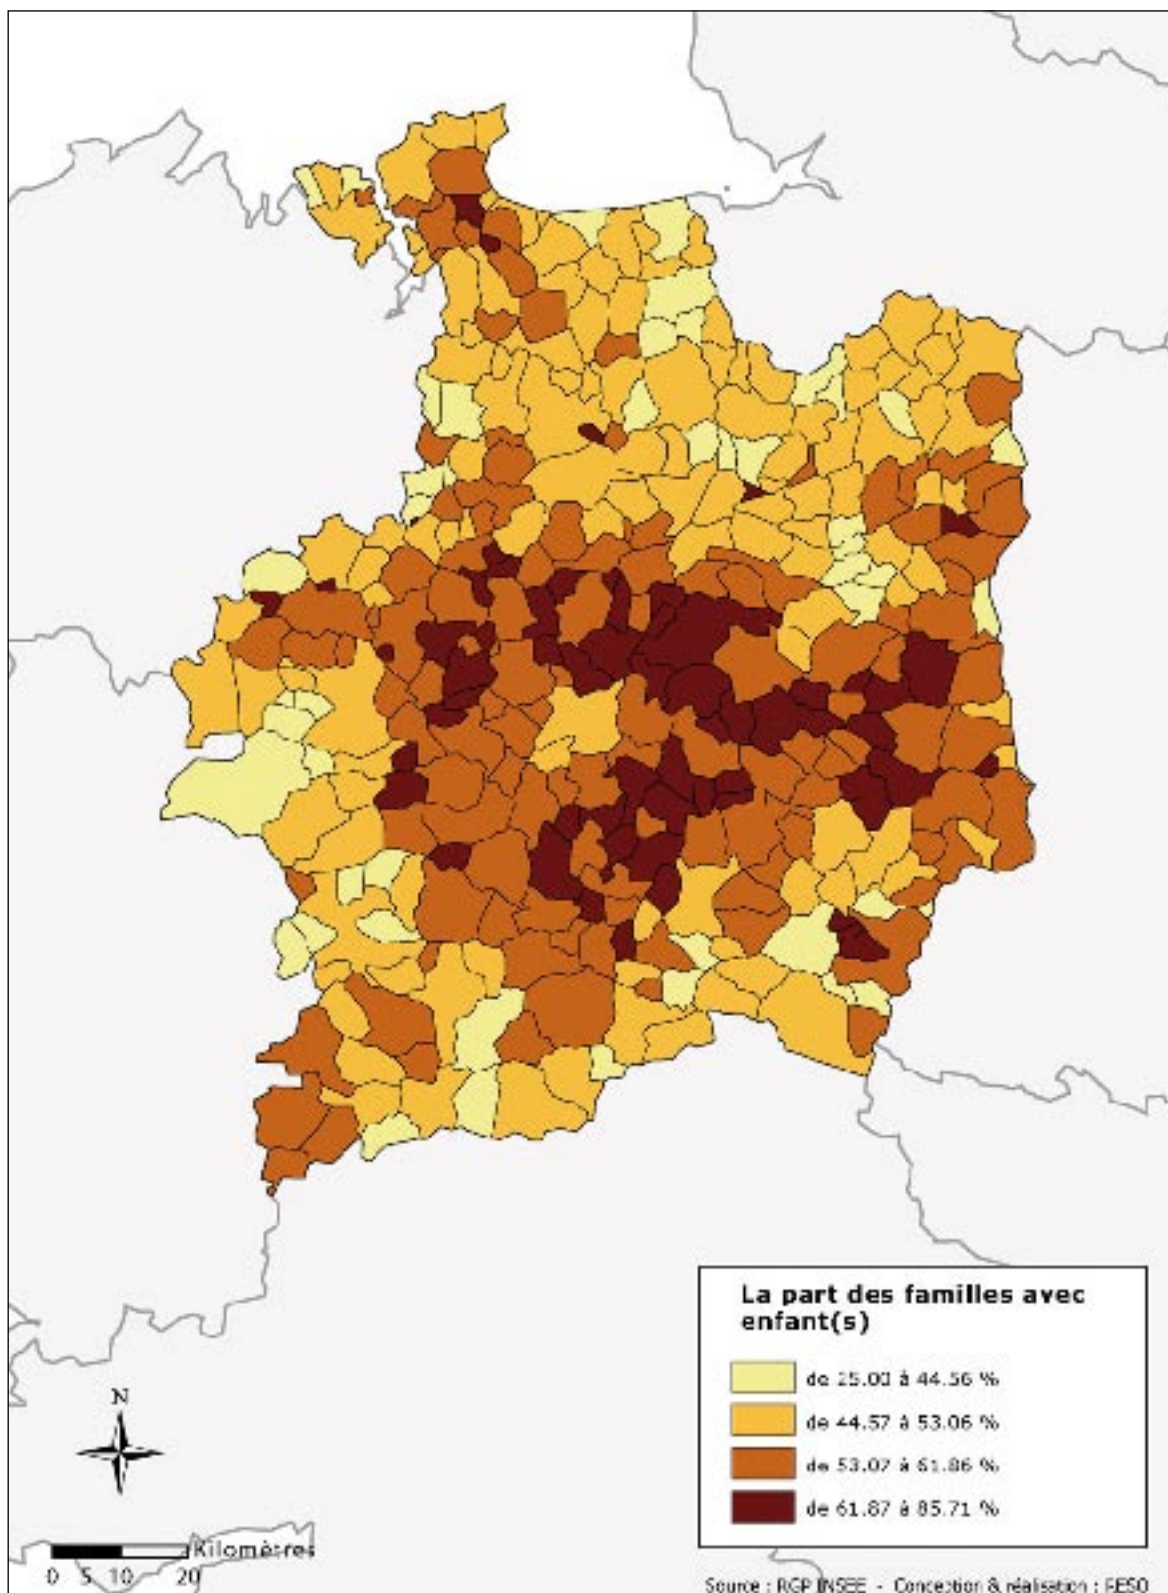 La part des familles avec
enfant(s)
de 25.00 à 44.56 %
de 44.57 à 53.06 %
de 53.07 à 61.86 %
de 61.87 à 85.71 %
N
Kilomètres
0 5 10 20
Source : RGP INSEE - Conception & réalisation : RESO